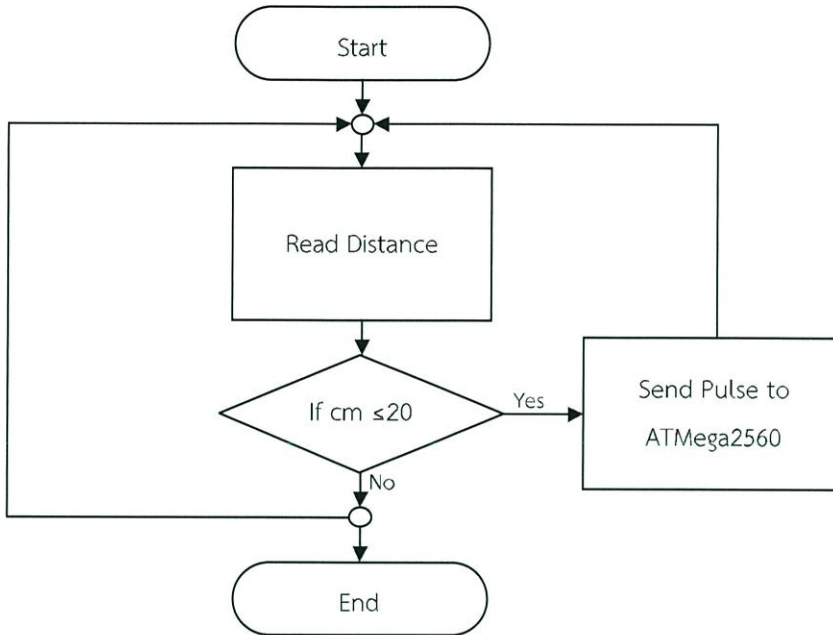 Start
Read Distance
If cm ≤20
Yes
Send Pulse to
ATMega2560
No
End